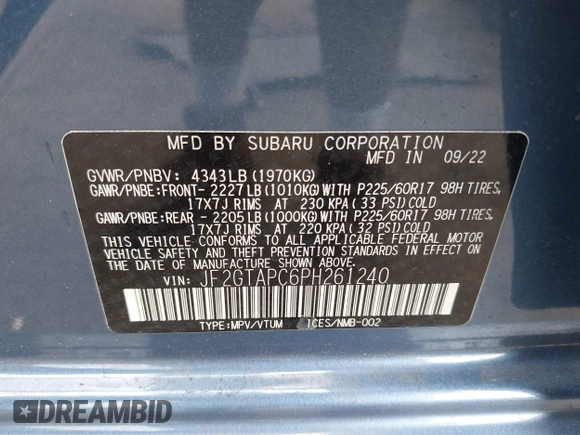 MFD BY SUBARU CORPORATION
MFD IN 09/22
GVWR/PNBV: 4343LB(1970KG)
GAWR/PNBE:FRONT- 2227LB(1010KG)WITH P225/60R17 98H TIRES,
17X7J RIMS AT 230 KPA(33 PSI)COLD
GAWR/PNBE:REAR - 2205LB(1000KG)WITH P225/60R17 98H TIRES,
17X7J RIMS AT 220 KPA(32 PSI)COLD
THIS VEHICLE CONFORMS TO ALL APPLICABLE FEDERAL MOTOR
VEHICLE SAFETY AND THEFT PREVENTION STANDARDS IN EFFECT
ON THE DATE OF MANUFACTURE SHOWN ABOVE.
VIN: JF2GTAPC6PH261240
TYPE:MPV/VTUM ICES/NMB-002
DREAMBID